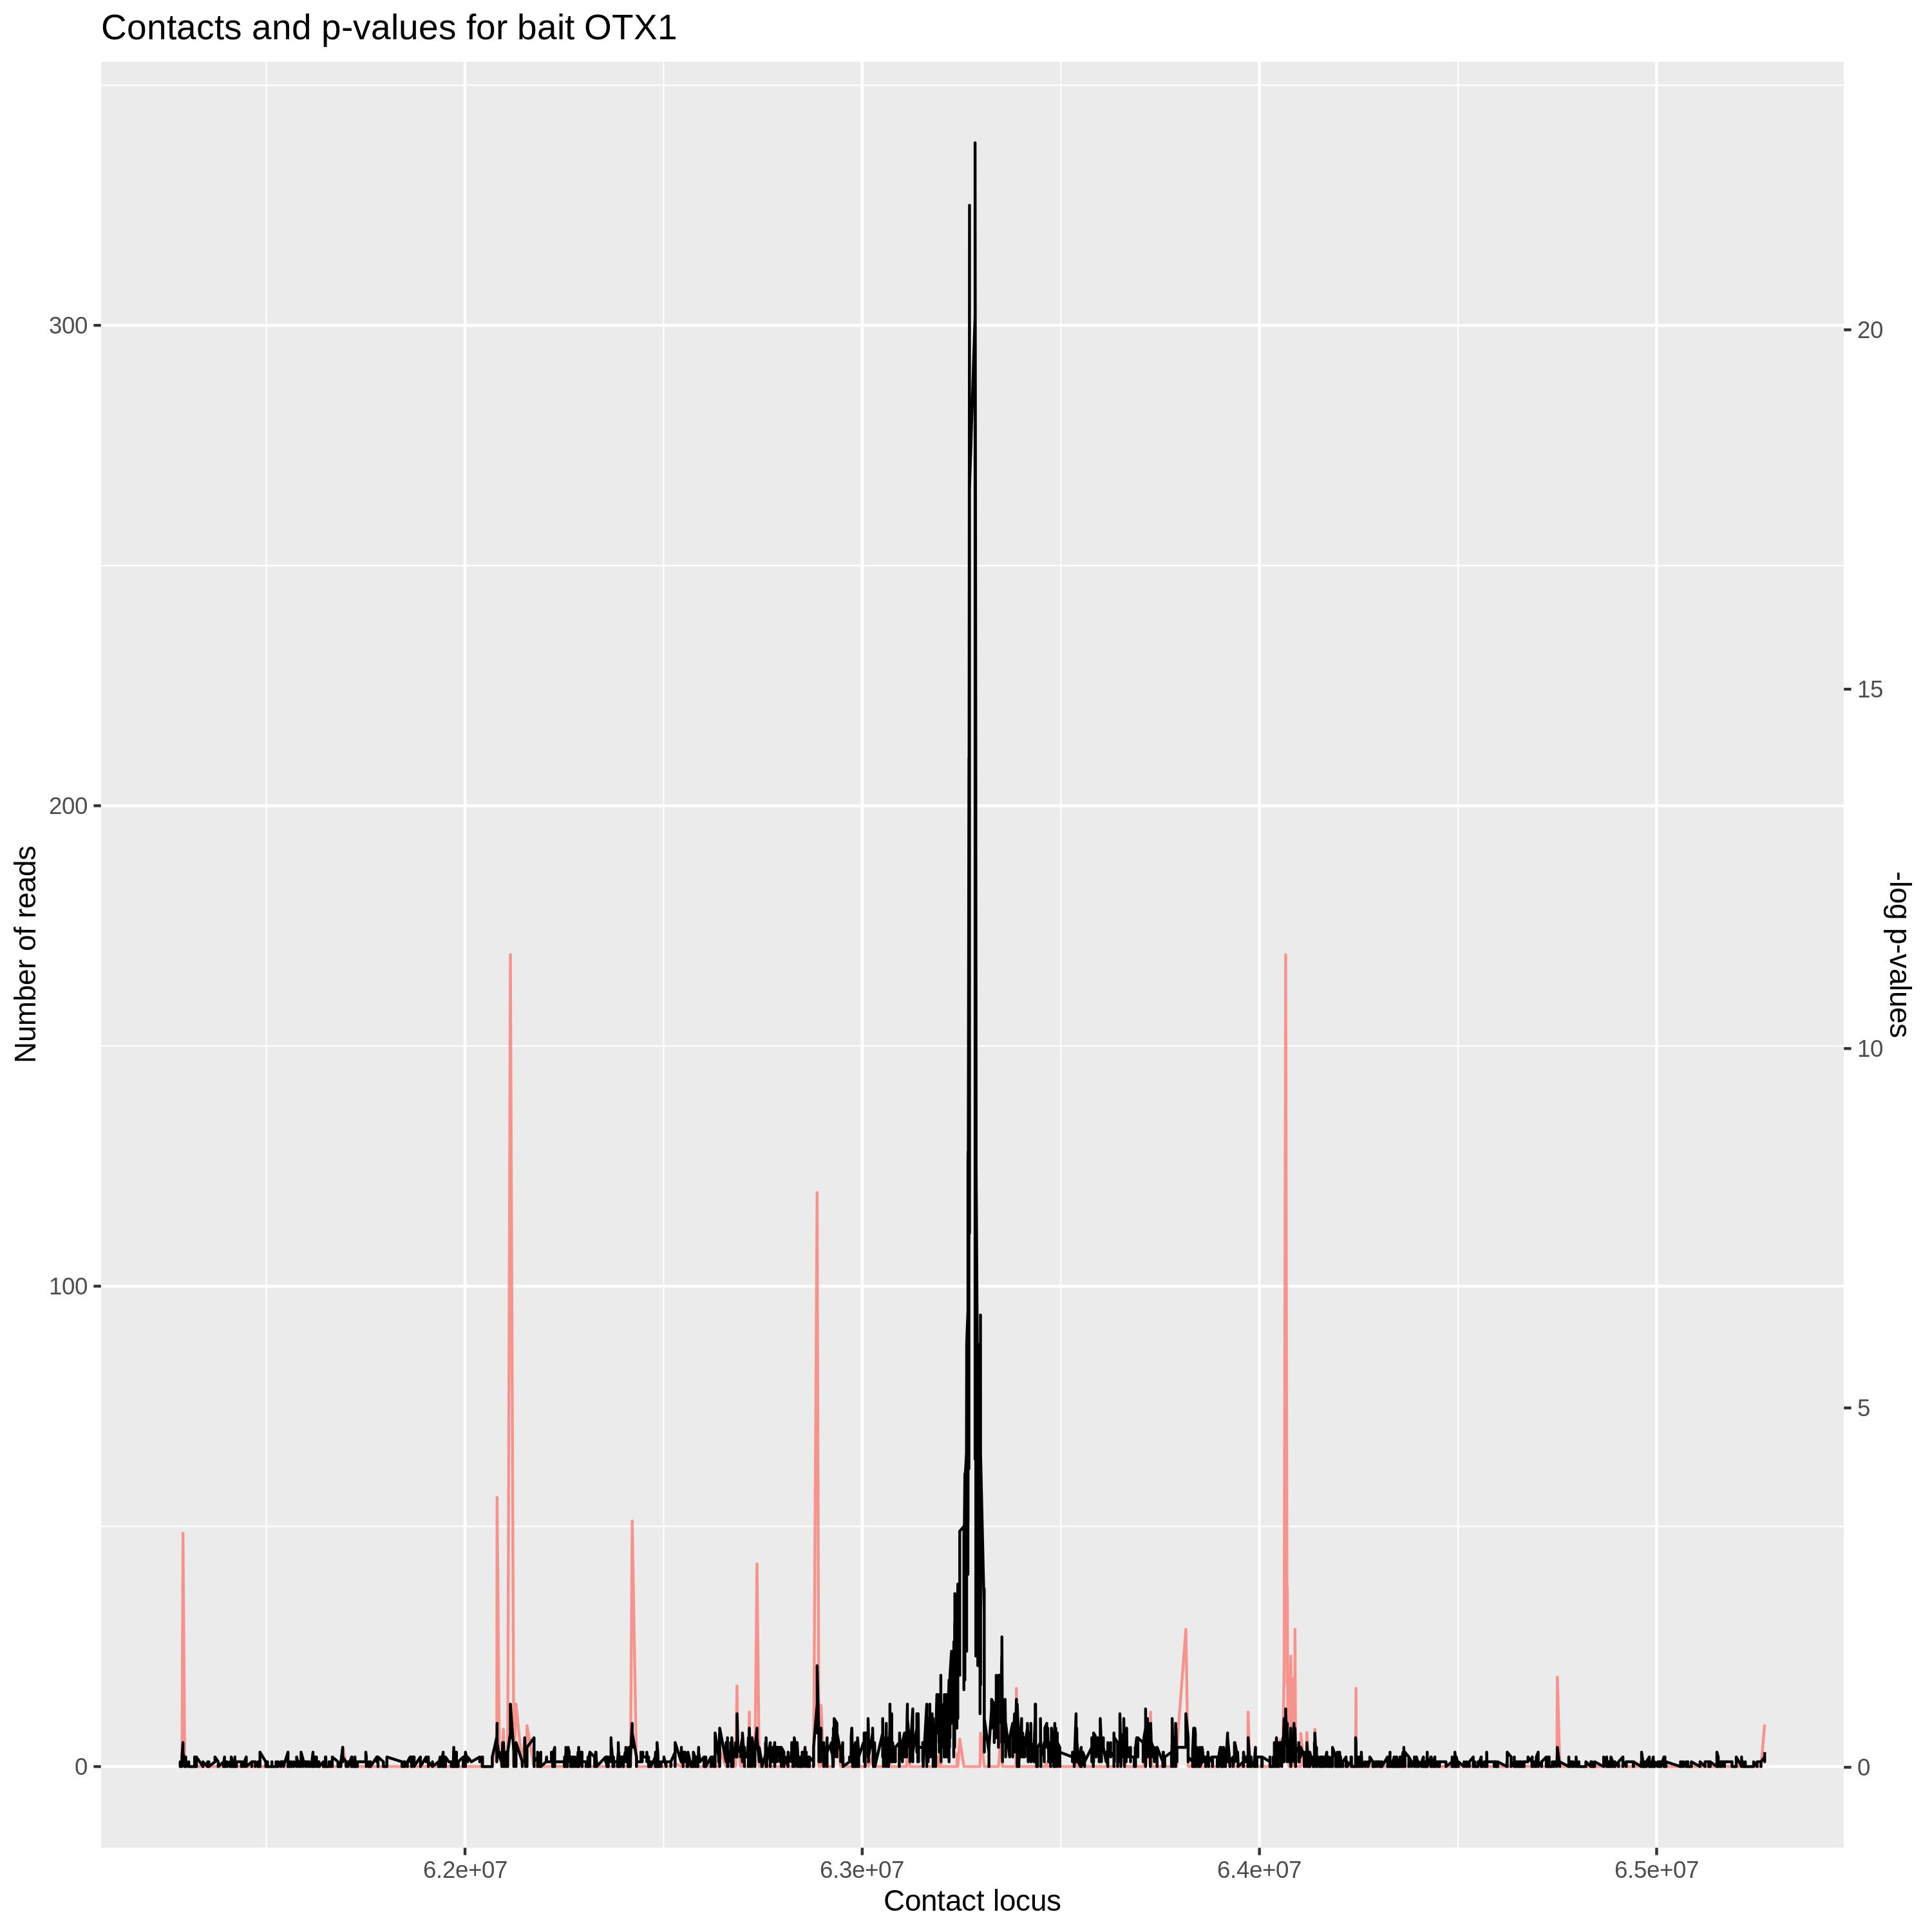 Contacts and p-values for bait OTX1
300
200
100
0
Number of reads
20
15
10
5
0
-log p-values
6.2e+07
6.3e+07
6.4e+07
6.5e+07
Contact locus